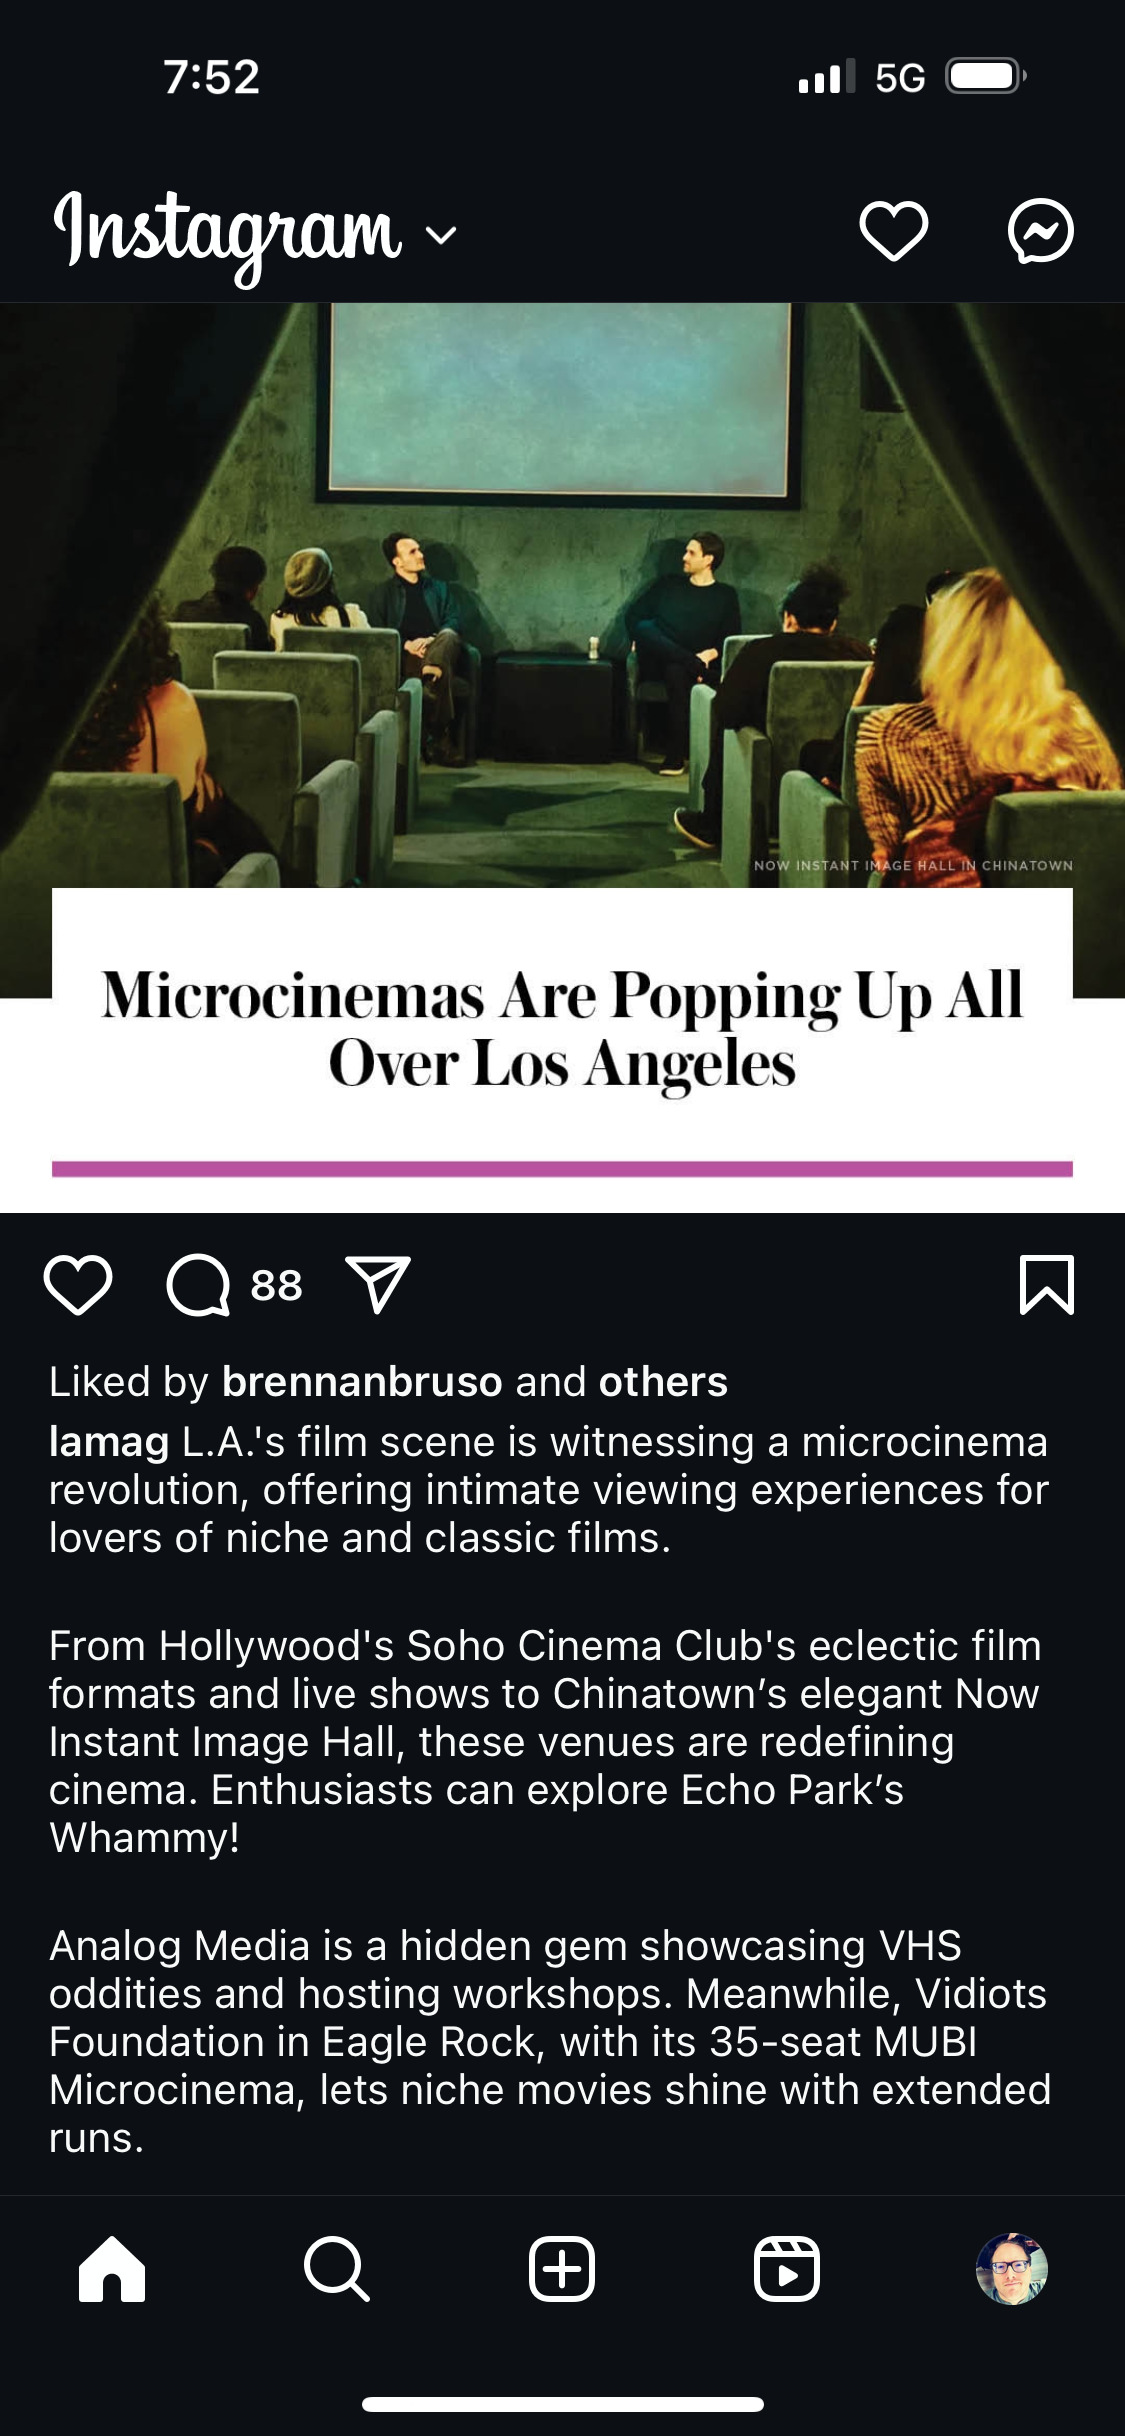 7:52
5G
Instagram
NOW INSTANT IMAGE HALL IN CHINATOWN
Microcinemas Are Popping Up All
Over Los Angeles
88
Liked by brennanbruso and others
lamag L.A.'s film scene is witnessing a microcinema
revolution, offering intimate viewing experiences for
lovers of niche and classic films.
From Hollywood's Soho Cinema Club's eclectic film
formats and live shows to Chinatown’s elegant Now
Instant Image Hall, these venues are redefining
cinema. Enthusiasts can explore Echo Park’s
Whammy!
Analog Media is a hidden gem showcasing VHS
oddities and hosting workshops. Meanwhile, Vidiots
Foundation in Eagle Rock, with its 35-seat MUBI
Microcinema, lets niche movies shine with extended
runs.